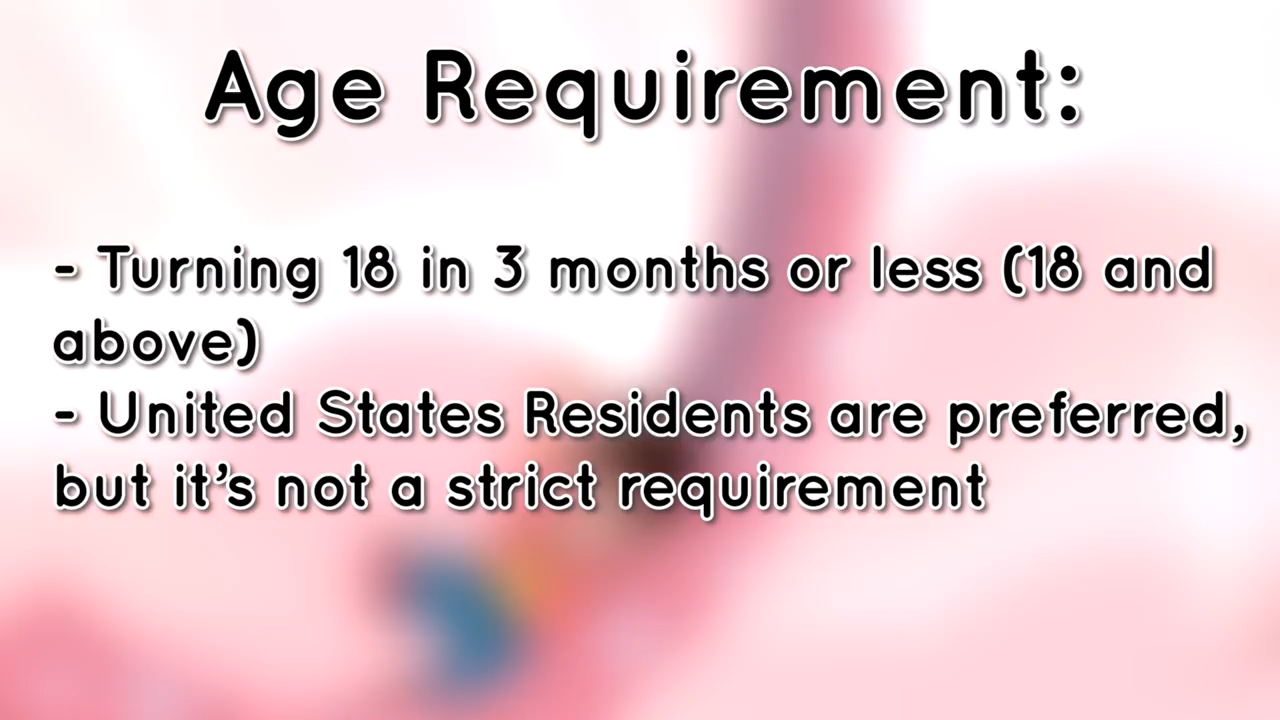 Age Requirement:
- Turning 18 in 3 months or less (18 and
above)
- United States Residents are preferred,
but it's not a strict requirement